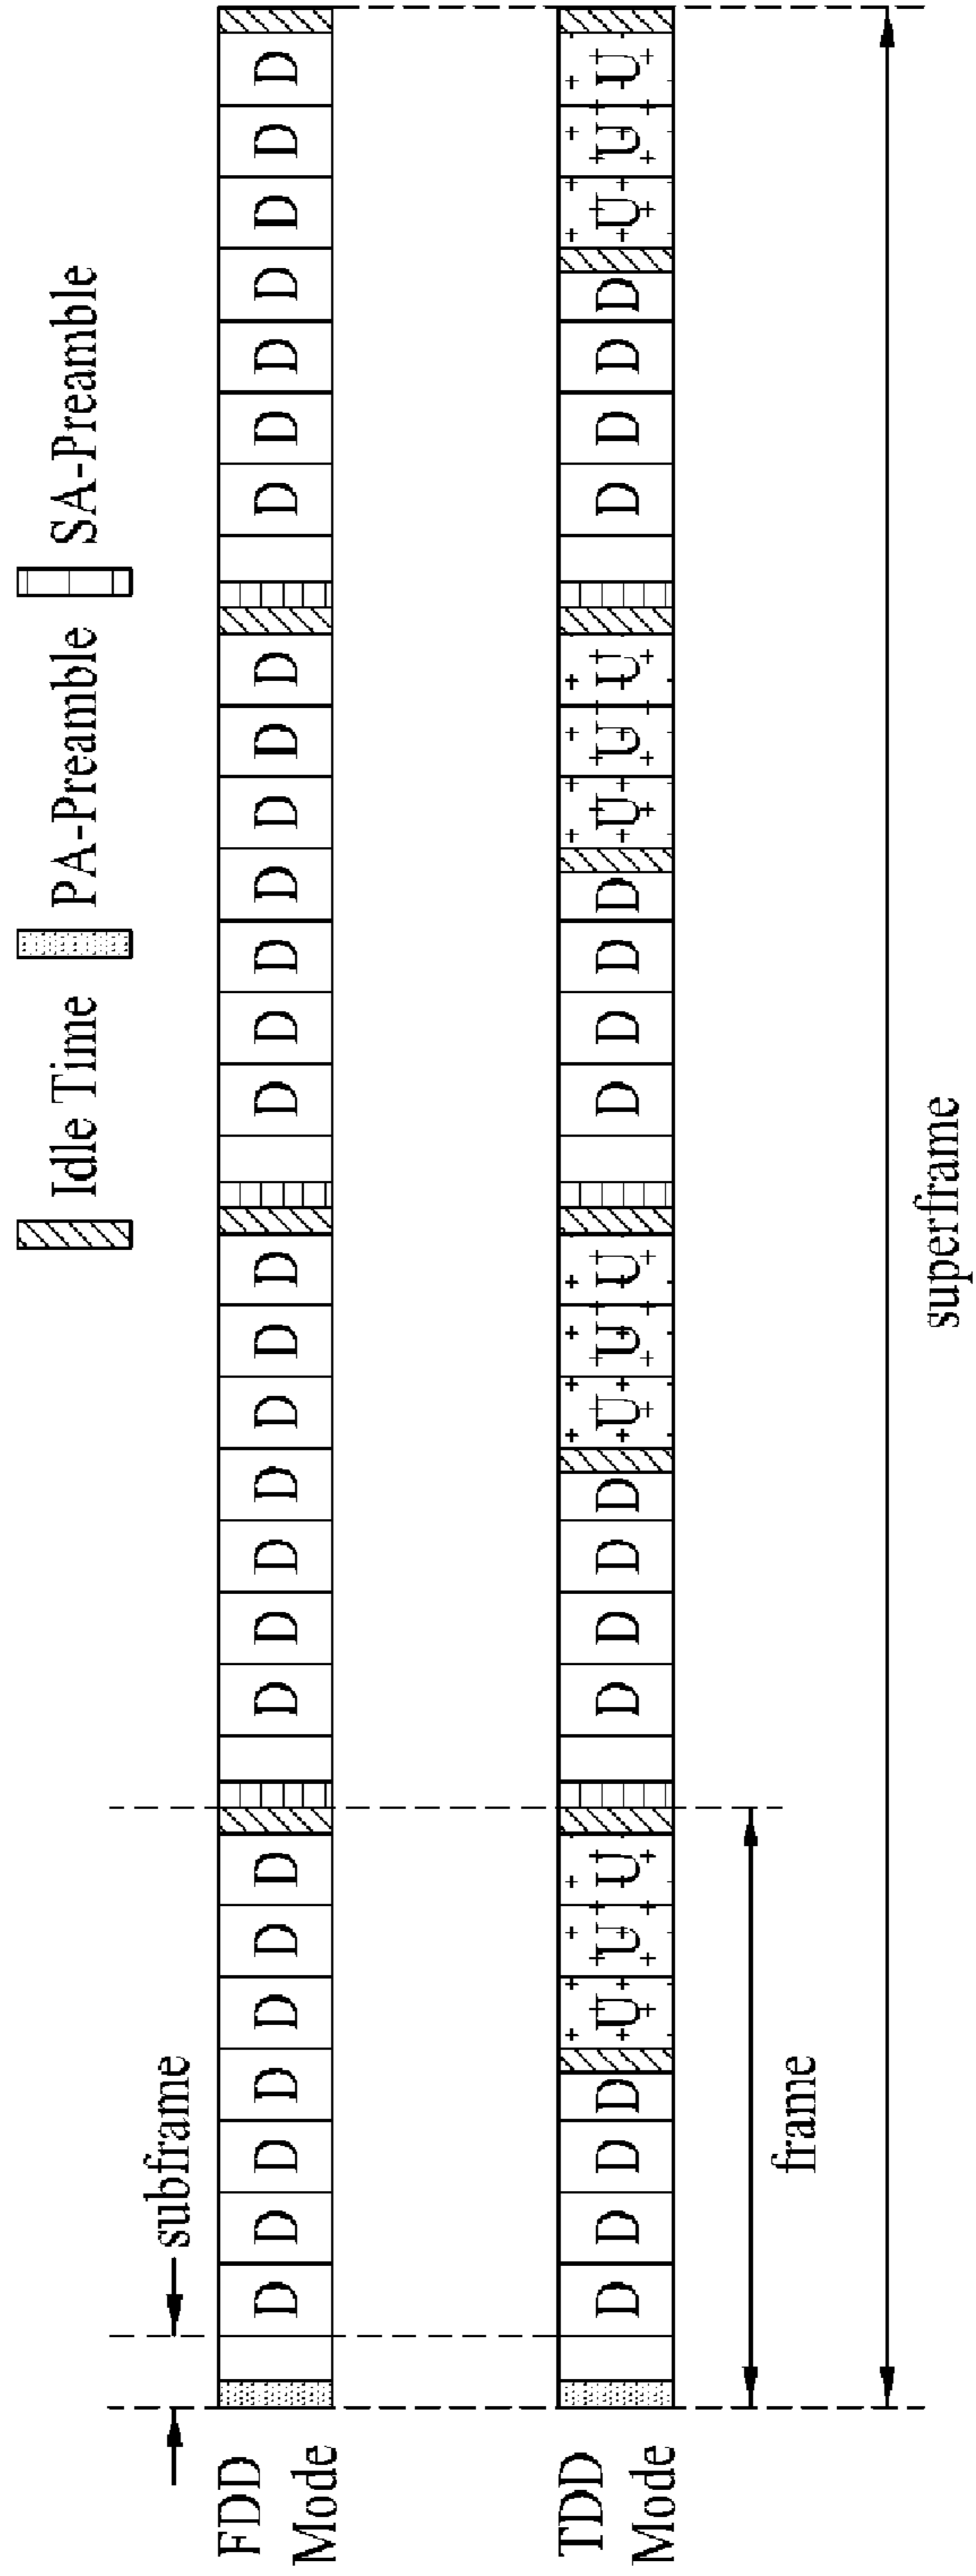 Idle Time PA-Preamble SA-Preamble
subframe
FDD
Mode
D D D D D D D D D D D D D D D D D D D D D D D D D D D D
TDD
Mode
D D D D U U U D D D D U U U D D D D U U U D D D D U U U
frame
superframe